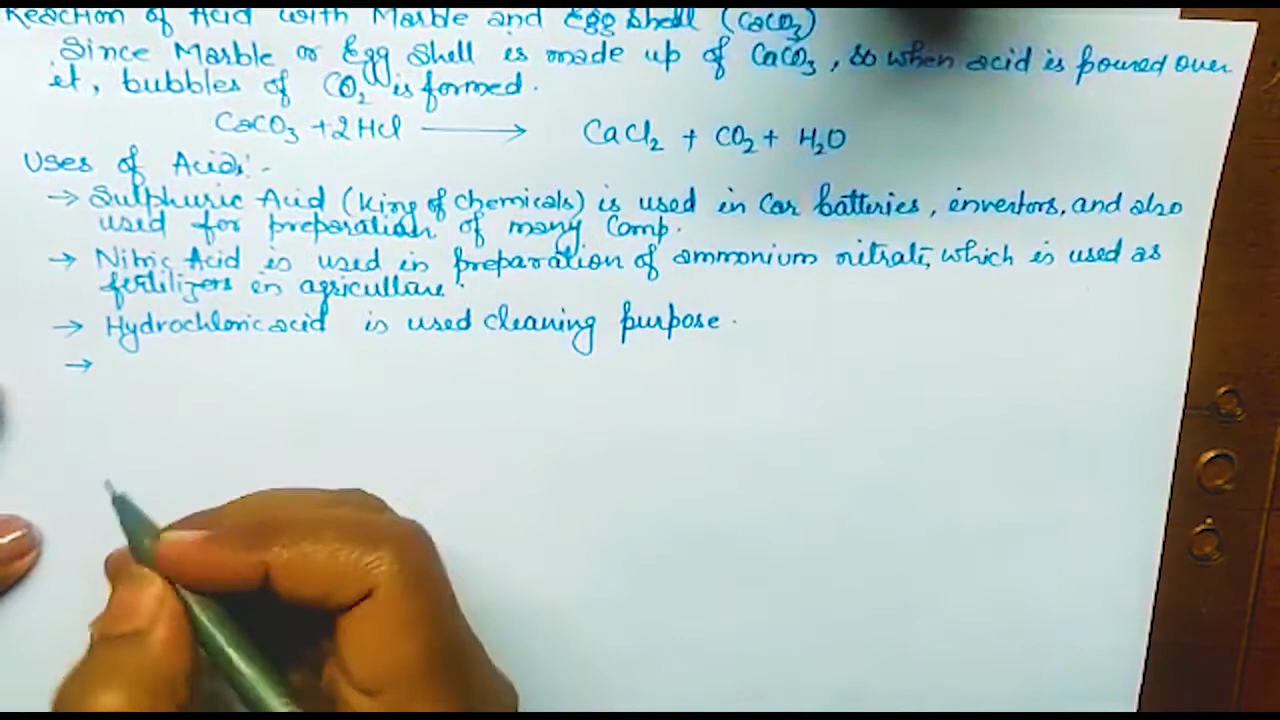 Reaction of Acid with Marble and Egg Shell (CaCO3)
Since Marble or Egg Shell is made up of CaCO3, so when acid is poured over
it, bubbles of CO2 is formed.
CaCO3 + 2HCl ⟶ CaCl2 + CO2 + H2O
Uses of Acid:-
→ Sulphuric Acid (King of chemicals) is used in Car batteries, inventors, and also
used for preparation of many Comp.
→ Nitric Acid is used in preparation of ammonium nitrate, which is used as
fertilizers in agriculture.
→ Hydrochloric acid is used cleaning purpose.
→